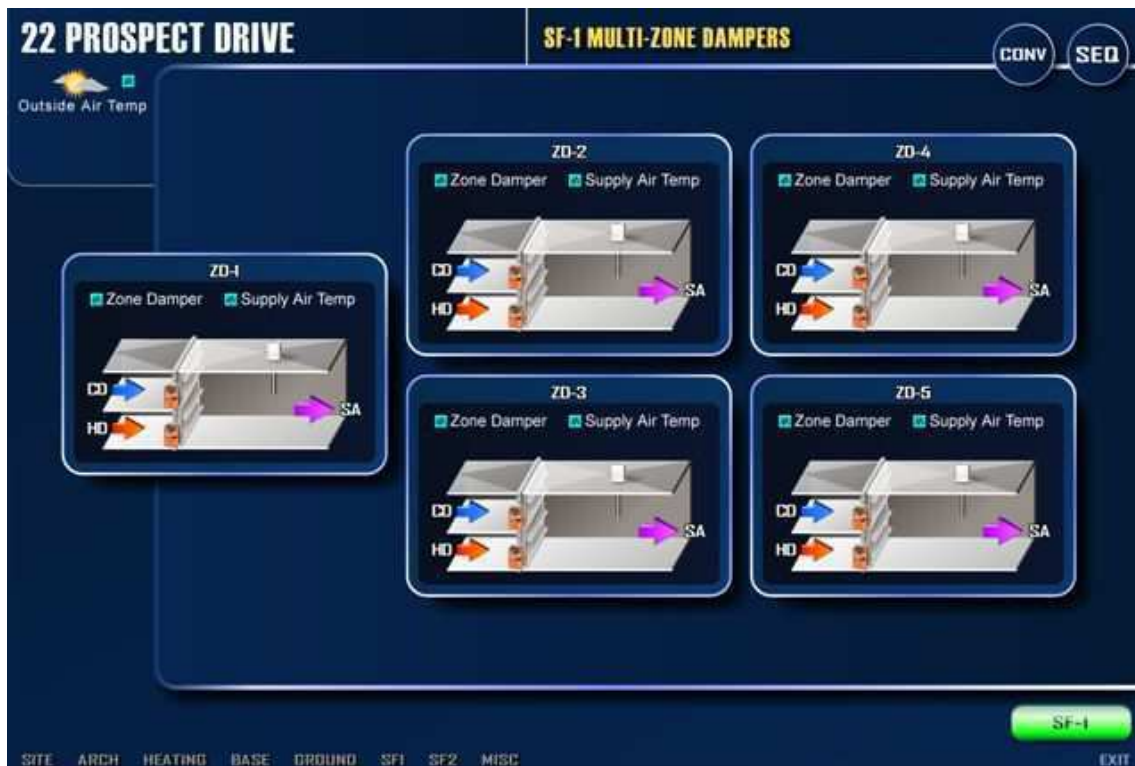 22 PROSPECT DRIVE
SF-1 MULTI-ZONE DAMPERS
CONV
SEQ
Outside Air Temp
ZD-1
Zone Damper Supply Air Temp
CD
HD
SA
ZD-2
Zone Damper Supply Air Temp
CD
HD
SA
ZD-3
Zone Damper Supply Air Temp
CD
HD
SA
ZD-4
Zone Damper Supply Air Temp
CD
HD
SA
ZD-5
Zone Damper Supply Air Temp
CD
HD
SA
SF-1
SITE ARCH HEATING BASE GROUND SF1 SF2 MISC
EXIT